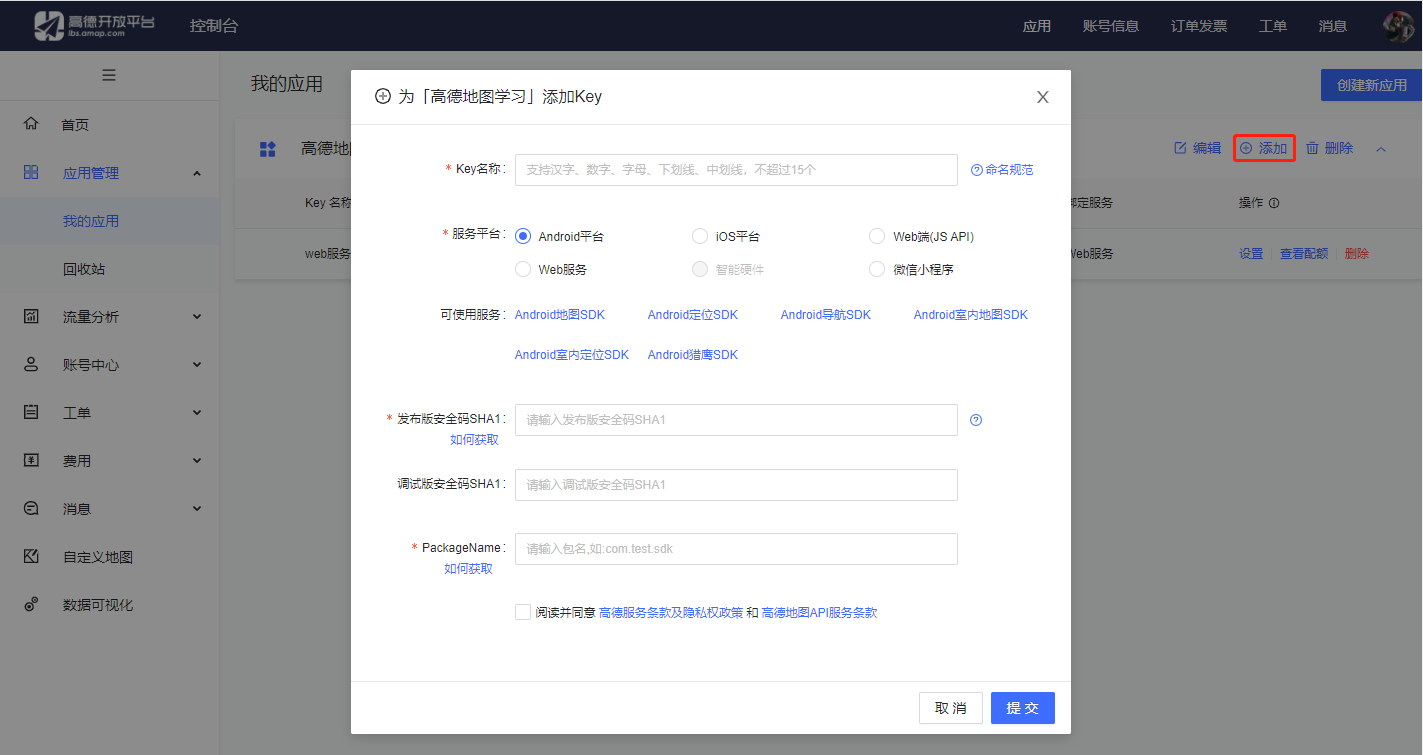 高德开放平台
lbs.amap.com
控制台
应用 账号信息 订单发票 工单 消息
我的应用
创建新应用
首页
应用管理
我的应用
回收站
流量分析
账号中心
工单
费用
消息
自定义地图
数据可视化
高德地
编辑 添加 删除
Key 名称
绑定服务
操作
web服务
Web服务
设置 查看配额 删除
为「高德地图学习」添加Key
X
* Key名称: 支持汉字、数字、字母、下划线、中划线，不超过15个 命名规范
* 服务平台: Android平台 iOS平台 Web端(JS API)
Web服务 智能硬件 微信小程序
可使用服务: Android地图SDK Android定位SDK Android导航SDK Android室内地图SDK
Android室内定位SDK Android猎鹰SDK
* 发布版安全码SHA1: 请输入发布版安全码SHA1
如何获取
调试版安全码SHA1: 请输入调试版安全码SHA1
* PackageName: 请输入包名,如:com.test.sdk
如何获取
阅读并同意 高德服务条款及隐私权政策 和 高德地图API服务条款
取 消 提 交